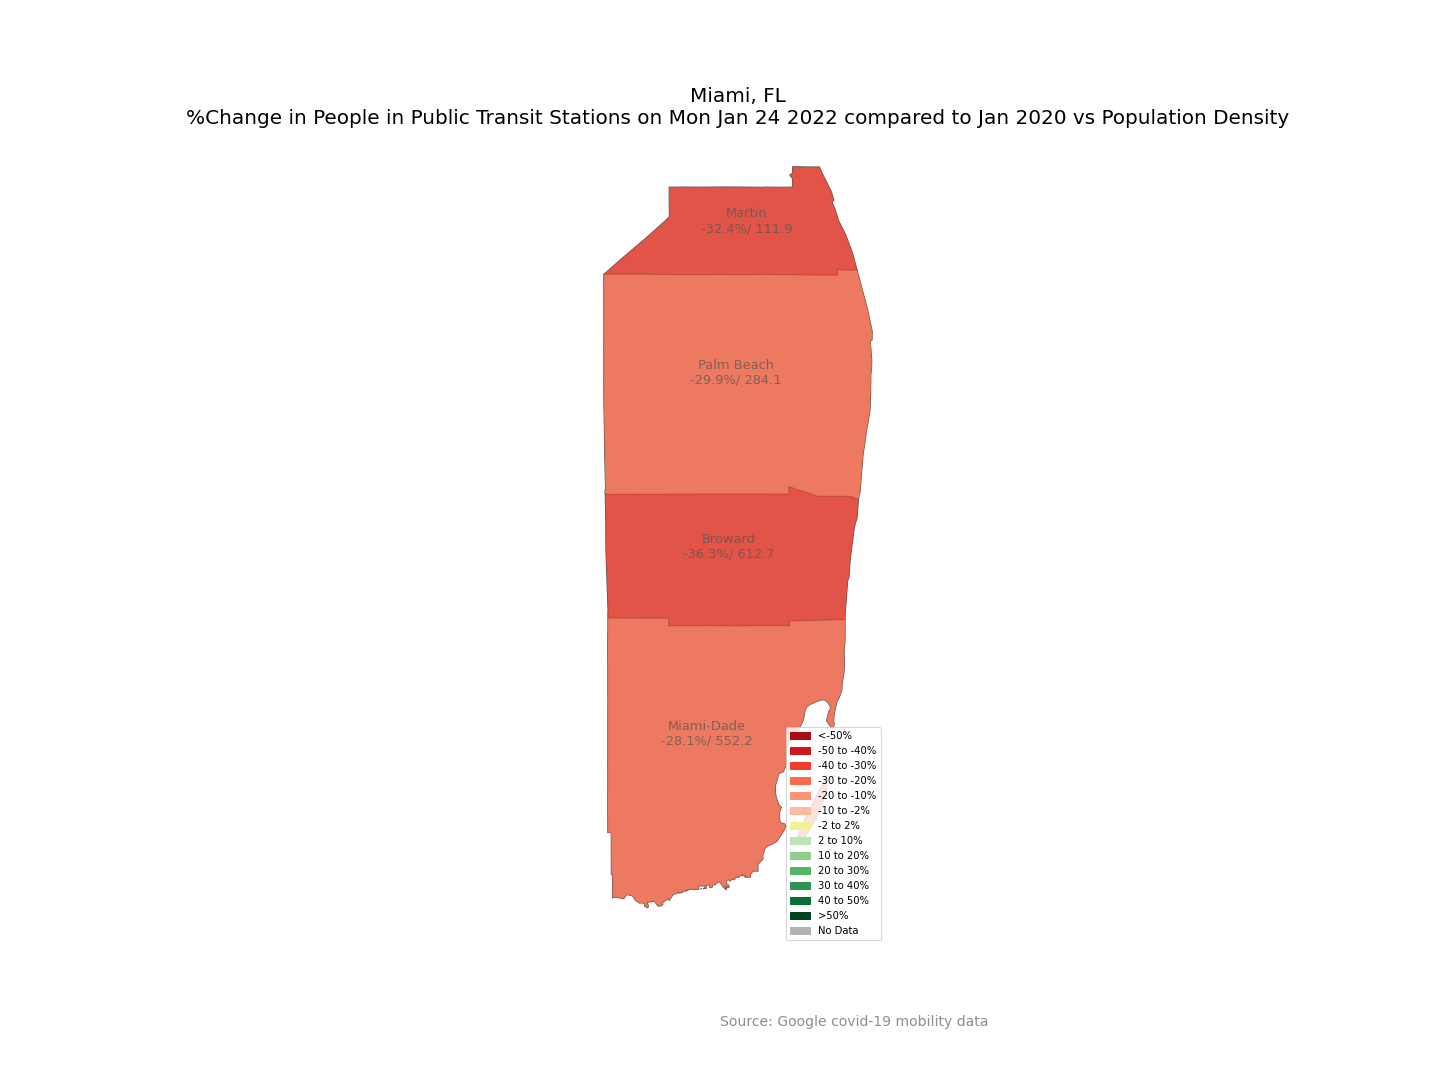 Miami, FL
%Change in People in Public Transit Stations on Mon Jan 24 2022 compared to Jan 2020 vs Population Density
Martin
-32.4%/ 111.9
Palm Beach
-29.9%/ 284.1
Broward
-36.3%/ 612.7
Miami-Dade
-28.1%/ 552.2
<-50%
-50 to -40%
-40 to -30%
-30 to -20%
-20 to -10%
-10 to -2%
-2 to 2%
2 to 10%
10 to 20%
20 to 30%
30 to 40%
40 to 50%
>50%
No Data
Source: Google covid-19 mobility data